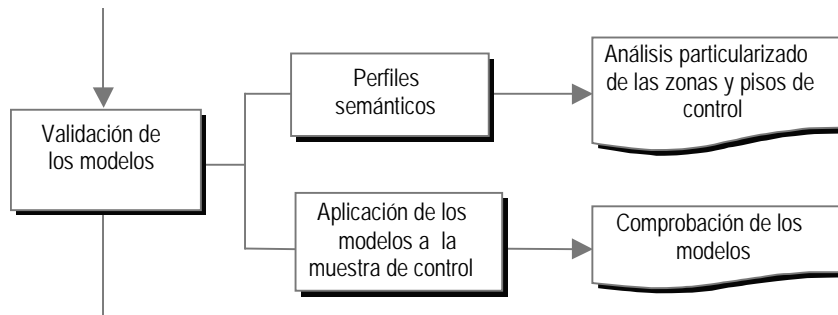 Validación de
los modelos
Perfiles
semánticos
Análisis particularizado
de las zonas y pisos de
control
Aplicación de los
modelos a la
muestra de control
Comprobación de los
modelos